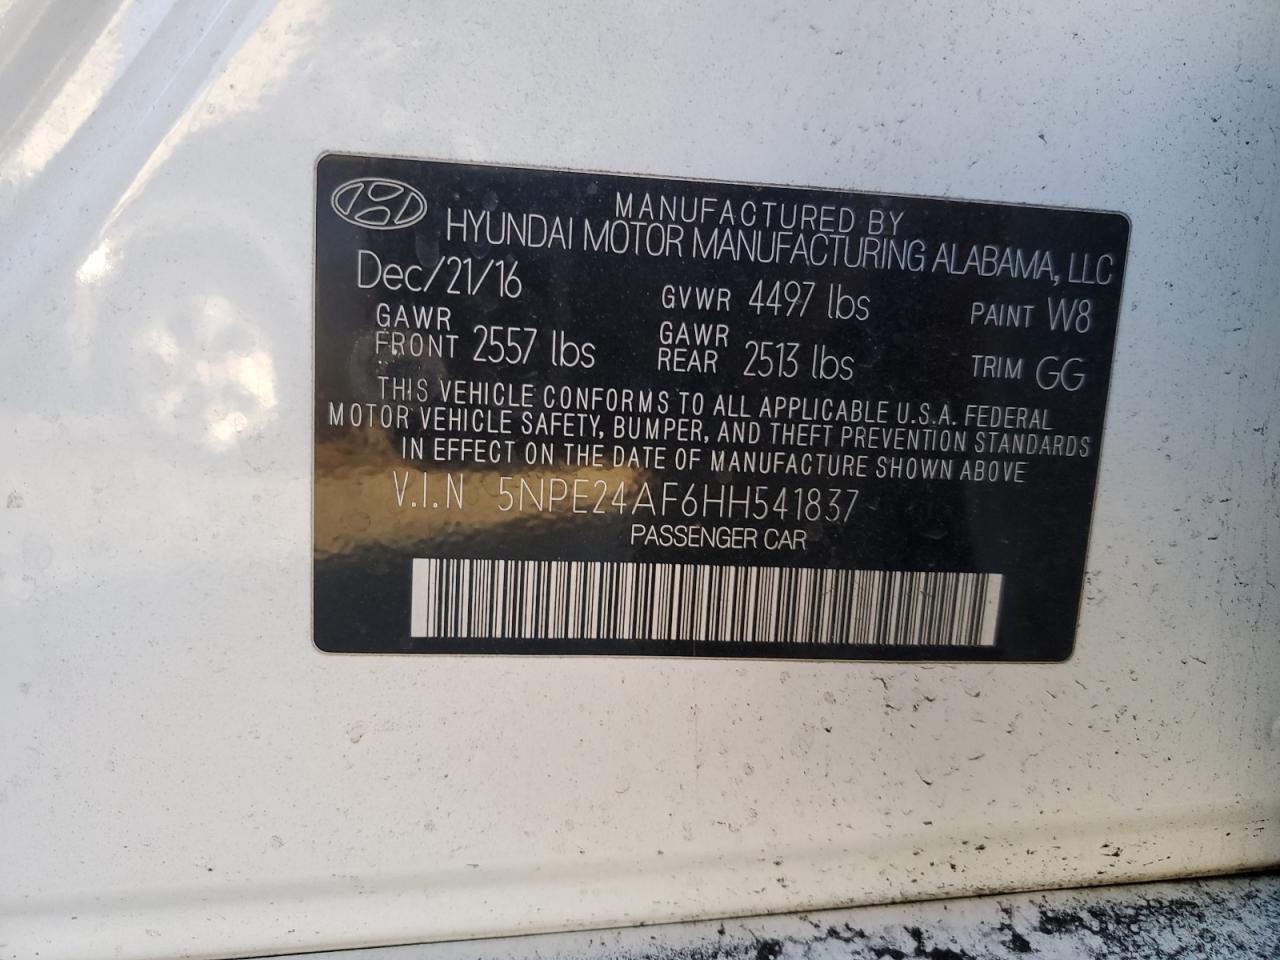 MANUFACTURED BY
HYUNDAI MOTOR MANUFACTURING ALABAMA, LLC
Dec/21/16 GVWR 4497 lbs PAINT W8
GAWR FRONT 2557 lbs GAWR REAR 2513 lbs TRIM GG
THIS VEHICLE CONFORMS TO ALL APPLICABLE U.S.A. FEDERAL
MOTOR VEHICLE SAFETY, BUMPER, AND THEFT PREVENTION STANDARDS
IN EFFECT ON THE DATE OF MANUFACTURE SHOWN ABOVE
V.I.N 5NPE24AF6HH541837
PASSENGER CAR